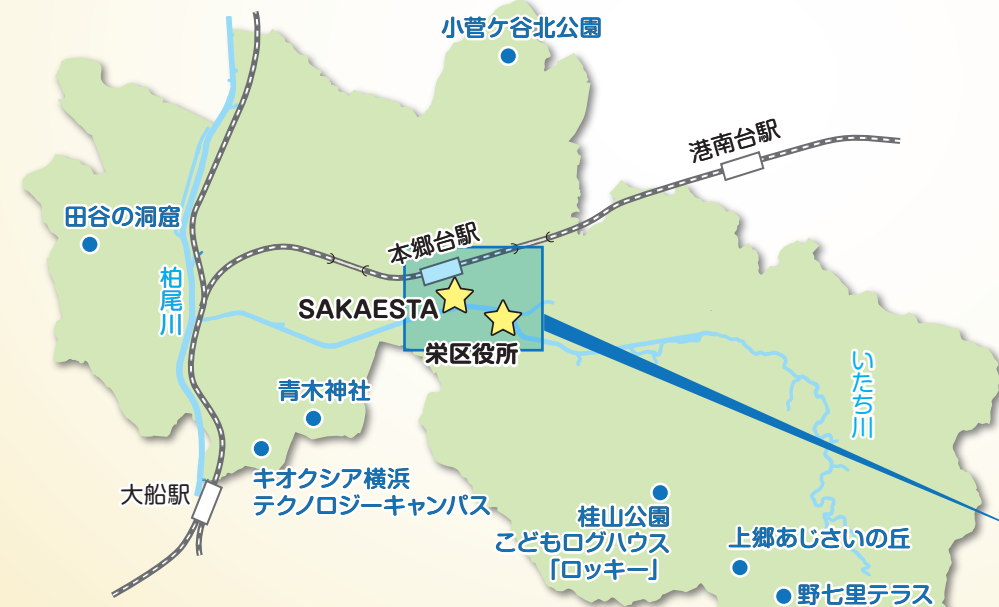 小菅ケ谷北公園
港南台駅
田谷の洞窟
本郷台駅
柏尾川
SAKAESTA
栄区役所
いたち川
青木神社
キオクシア横浜
テクノロジーキャンパス
大船駅
桂山公園
こどもログハウス
「ロッキー」
上郷あじさいの丘
野七里テラス